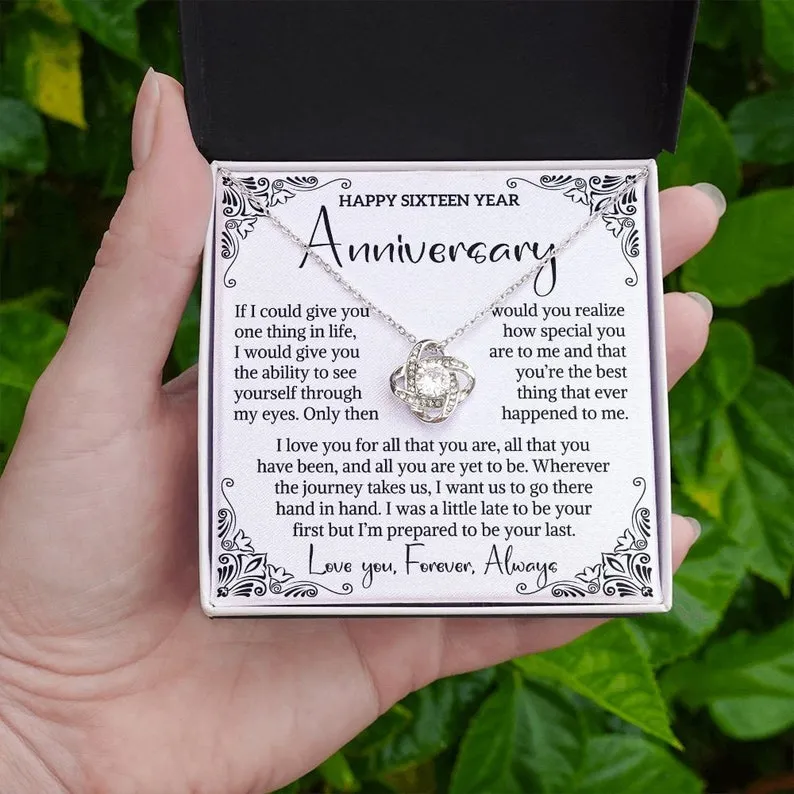 HAPPY SIXTEEN YEAR
Anniversary
If I could give you
one thing in life,
I would give you
the ability to see
yourself through
my eyes. Only then
would you realize
how special you
are to me and that
you're the best
thing that ever
happened to me.
I love you for all that you are, all that you
have been, and all you are yet to be. Wherever
the journey takes us, I want us to go there
hand in hand. I was a little late to be your
first but I'm prepared to be your last.
Love you, Forever, Always